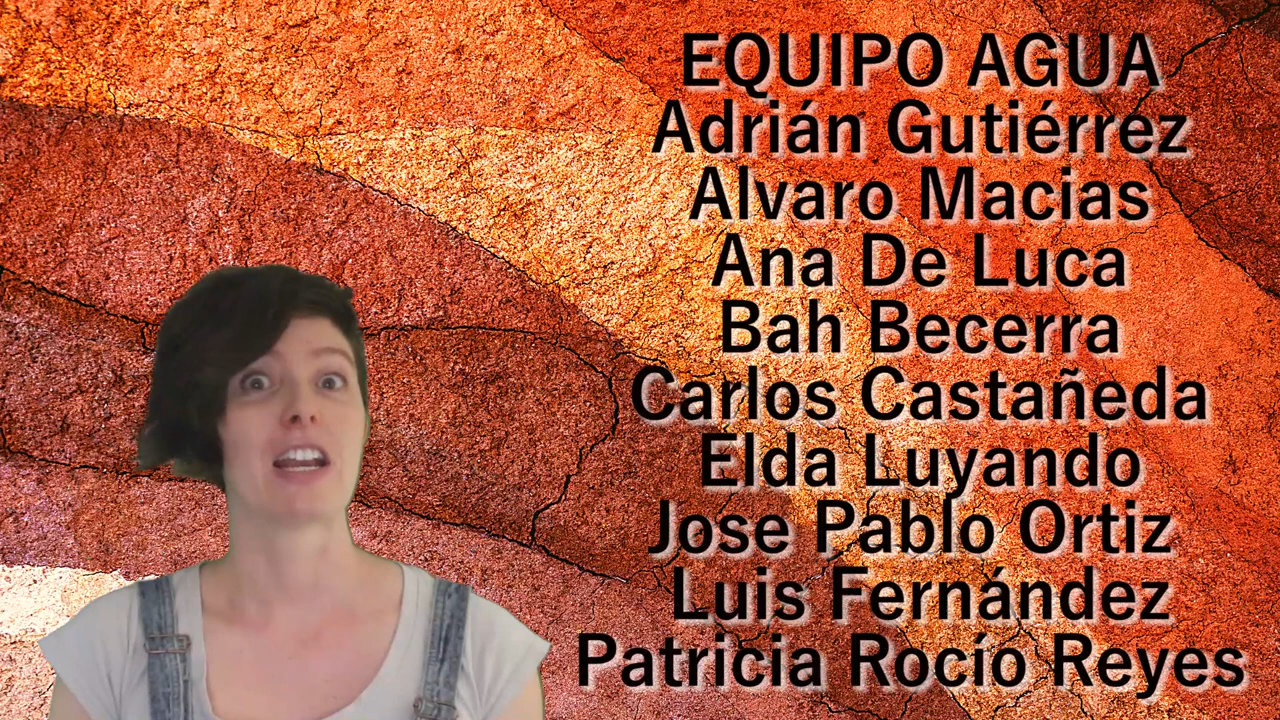 EQUIPO AGUA
Adrián Gutiérrez
Alvaro Macias
Ana De Luca
Bah Becerra
Carlos Castañeda
Elda Luyando
Jose Pablo Ortiz
Luis Fernández
Patricia Rocío Reyes